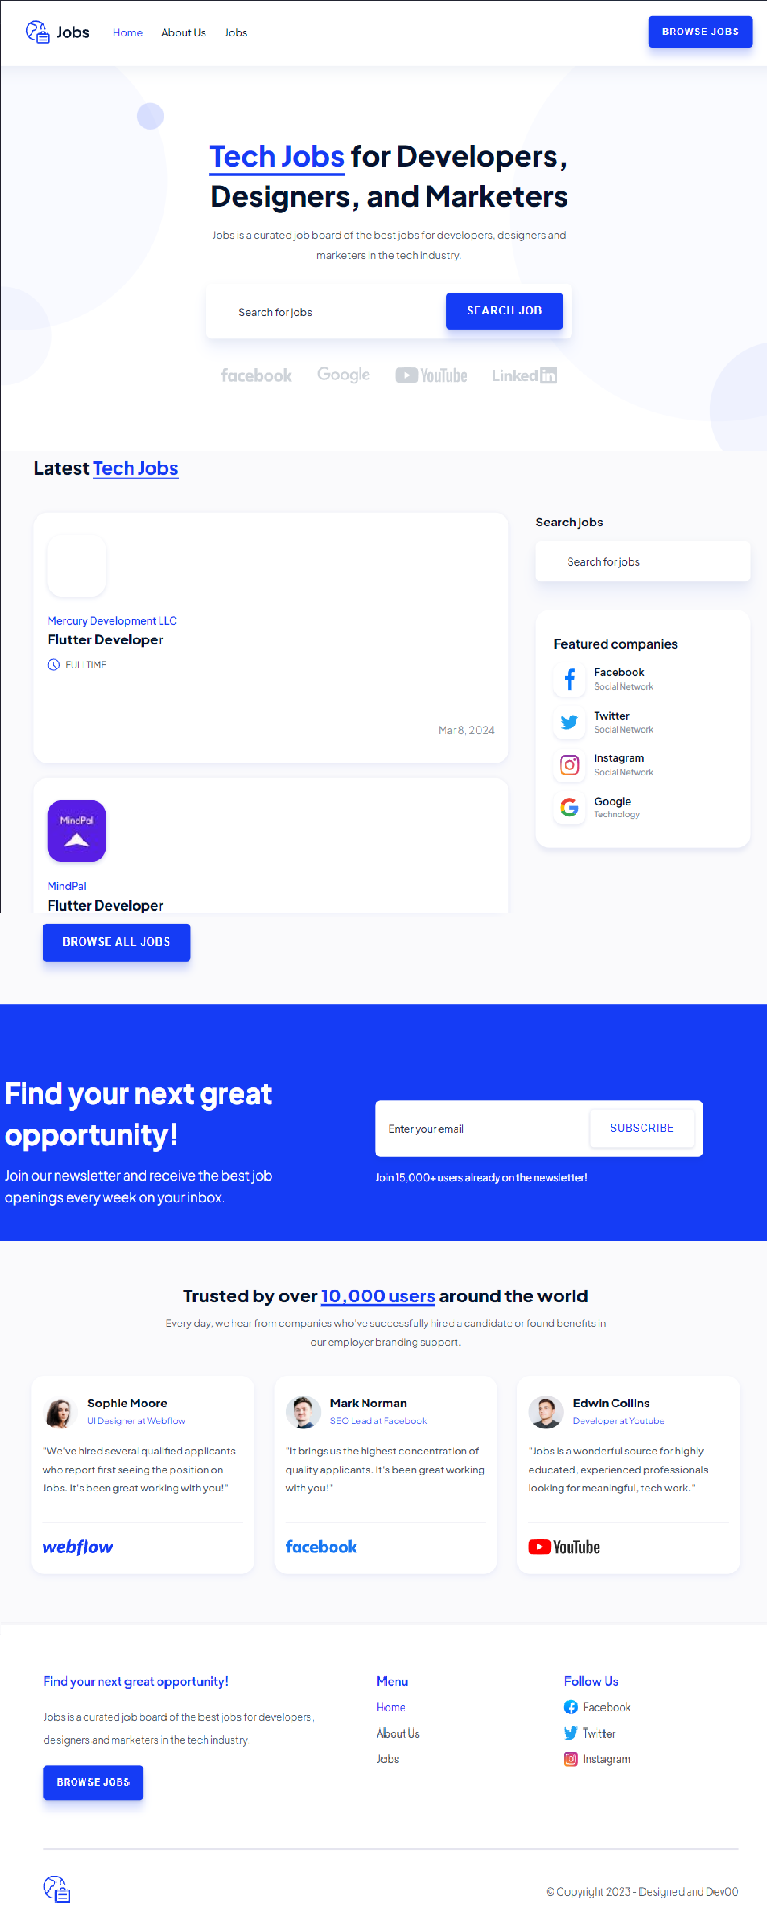 Jobs
Home
About Us
Jobs
BROWSE JOBS
Tech Jobs for Developers,
Designers, and Marketers
Jobs is a curated job board of the best jobs for developers, designers and
marketers in the tech industry.
Search for jobs
SEARCH JOB
facebook
Google
YouTube
Linked in
Latest Tech Jobs
Mercury Development LLC
Flutter Developer
FULL TIME
Mar 8, 2024
Search jobs
Search for jobs
Featured companies
Facebook
Social Network
Twitter
Social Network
Instagram
Social Network
Google
Technology
MindPal
MindPal
Flutter Developer
BROWSE ALL JOBS
Find your next great
opportunity!
Join our newsletter and receive the best job
openings every week on your inbox.
Enter your email
SUBSCRIBE
Join 15,000+ users already on the newsletter!
Trusted by over 10,000 users around the world
Every day, we hear from companies who've successfully hired a candidate or found benefits in
our employer branding support.
Sophie Moore
UI Designer at Webflow
"We've hired several qualified applicants
who report first seeing the position on
Jobs. It's been great working with you!"
webflow
Mark Norman
SEO Lead at Facebook
"It brings us the highest concentration of
quality applicants. It's been great working
with you!"
facebook
Edwin Collins
Developer at Youtube
"Jobs is a wonderful source for highly
educated, experienced professionals
looking for meaningful, tech work."
YouTube
Find your next great opportunity!
Jobs is a curated job board of the best jobs for developers,
designers and marketers in the tech industry.
BROWSE JOBS
Menu
Home
About Us
Jobs
Follow Us
Facebook
Twitter
Instagram
© Copyright 2023 - Designed and Dev00